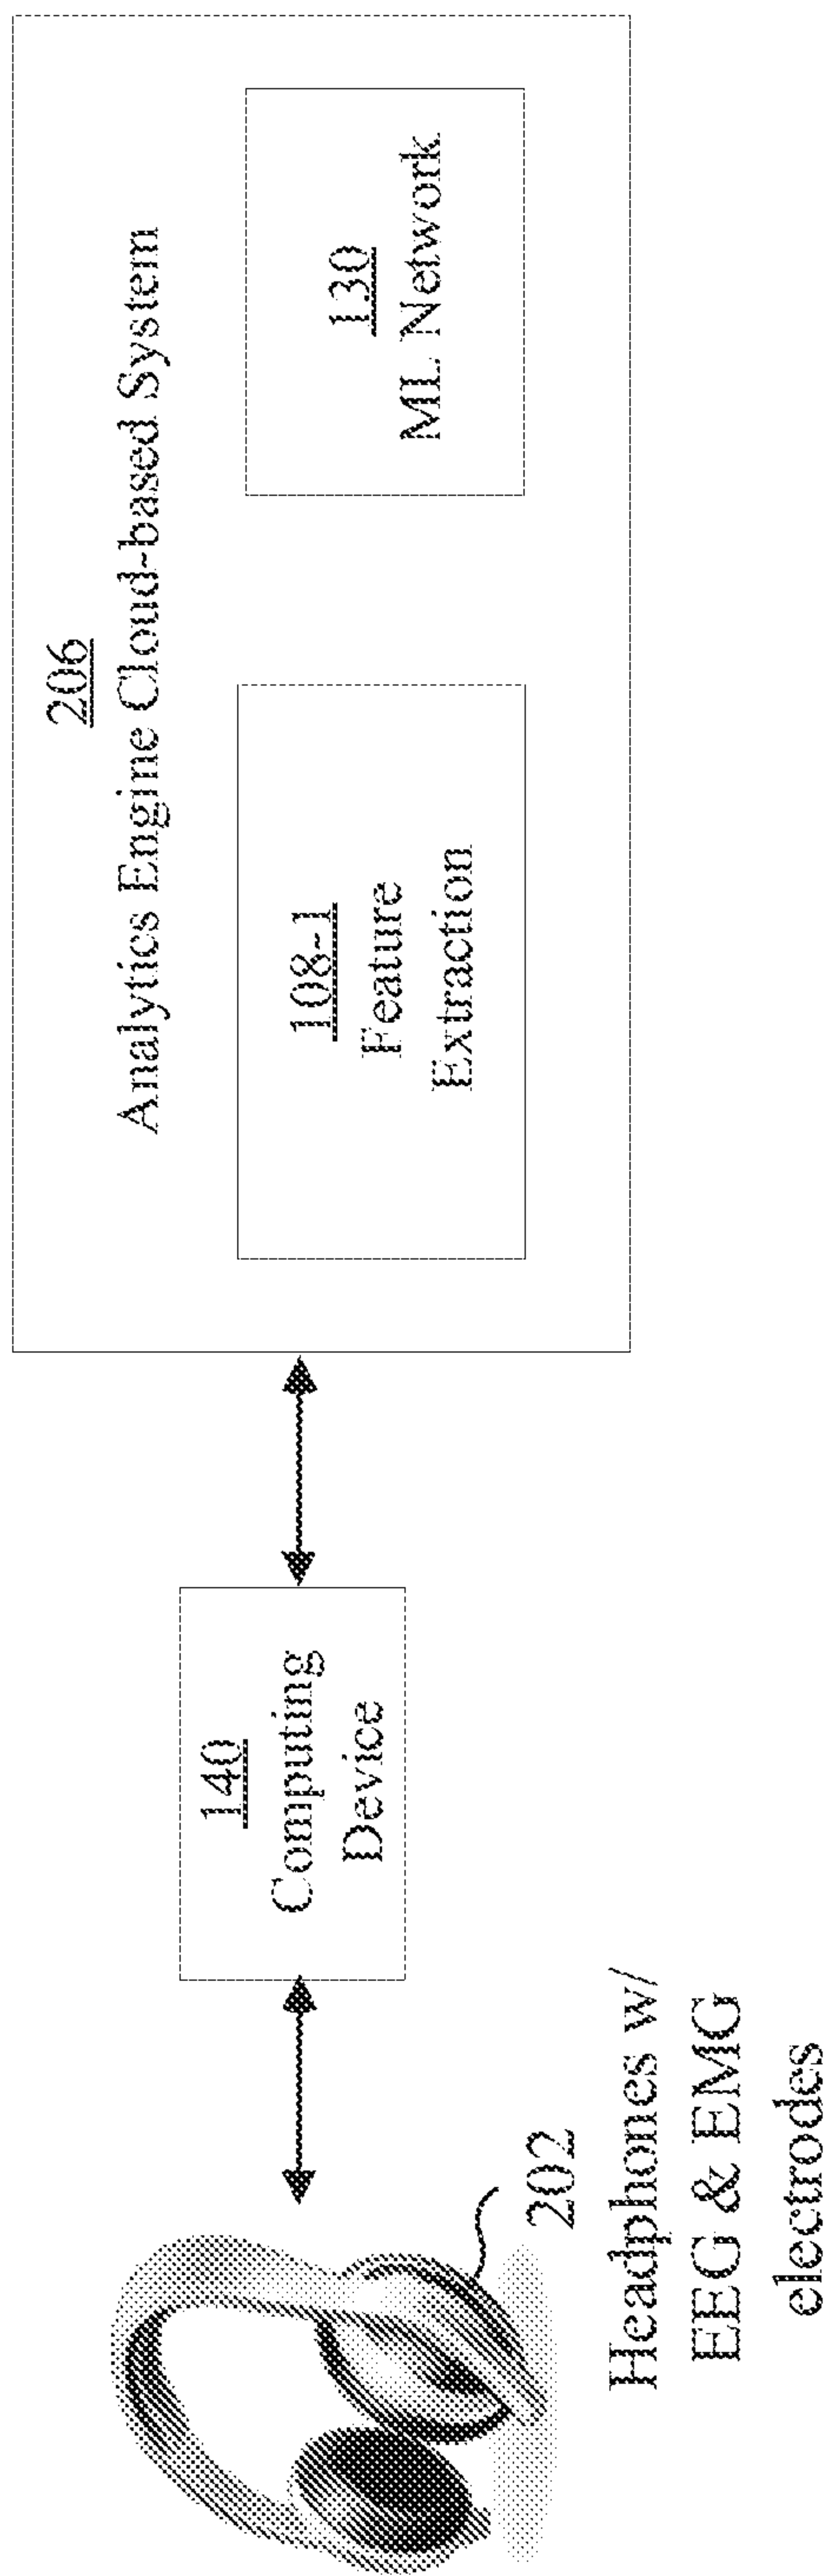 202
Headphones w/
EEG & EMG
electrodes
140
Computing
Device
206
Analytics Engine Cloud-based System
108-1
Feature
Extraction
130
ML Network